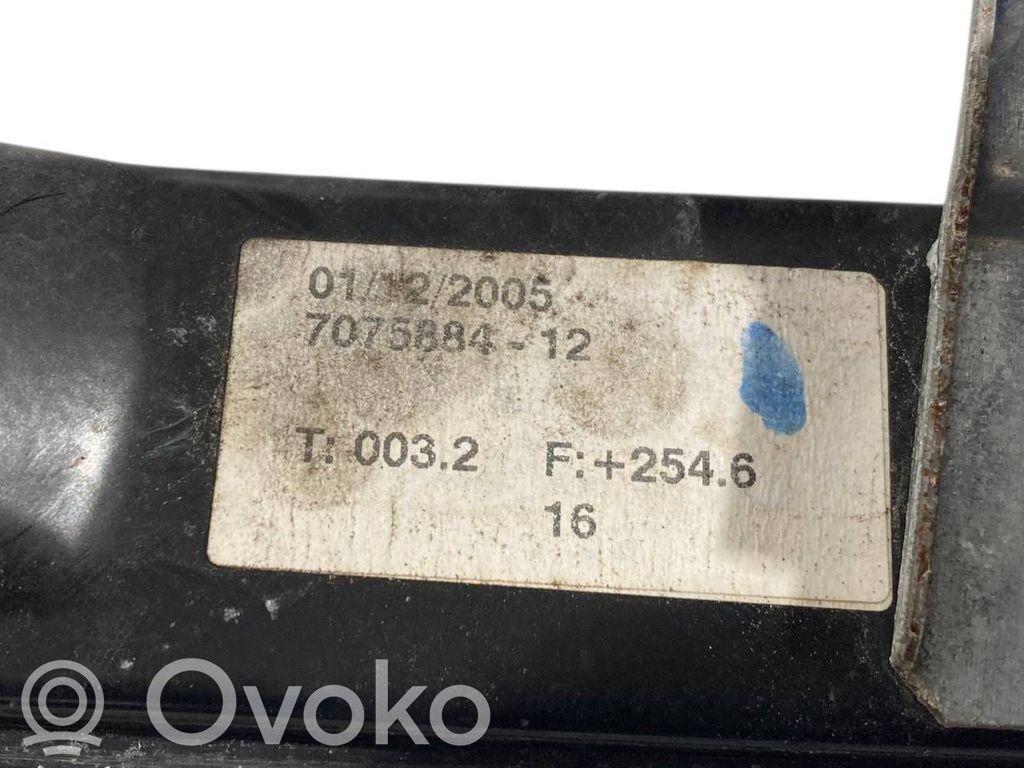 01/12/2005
7075884-12
T: 003.2 F: +254.6
16
® Ovoko